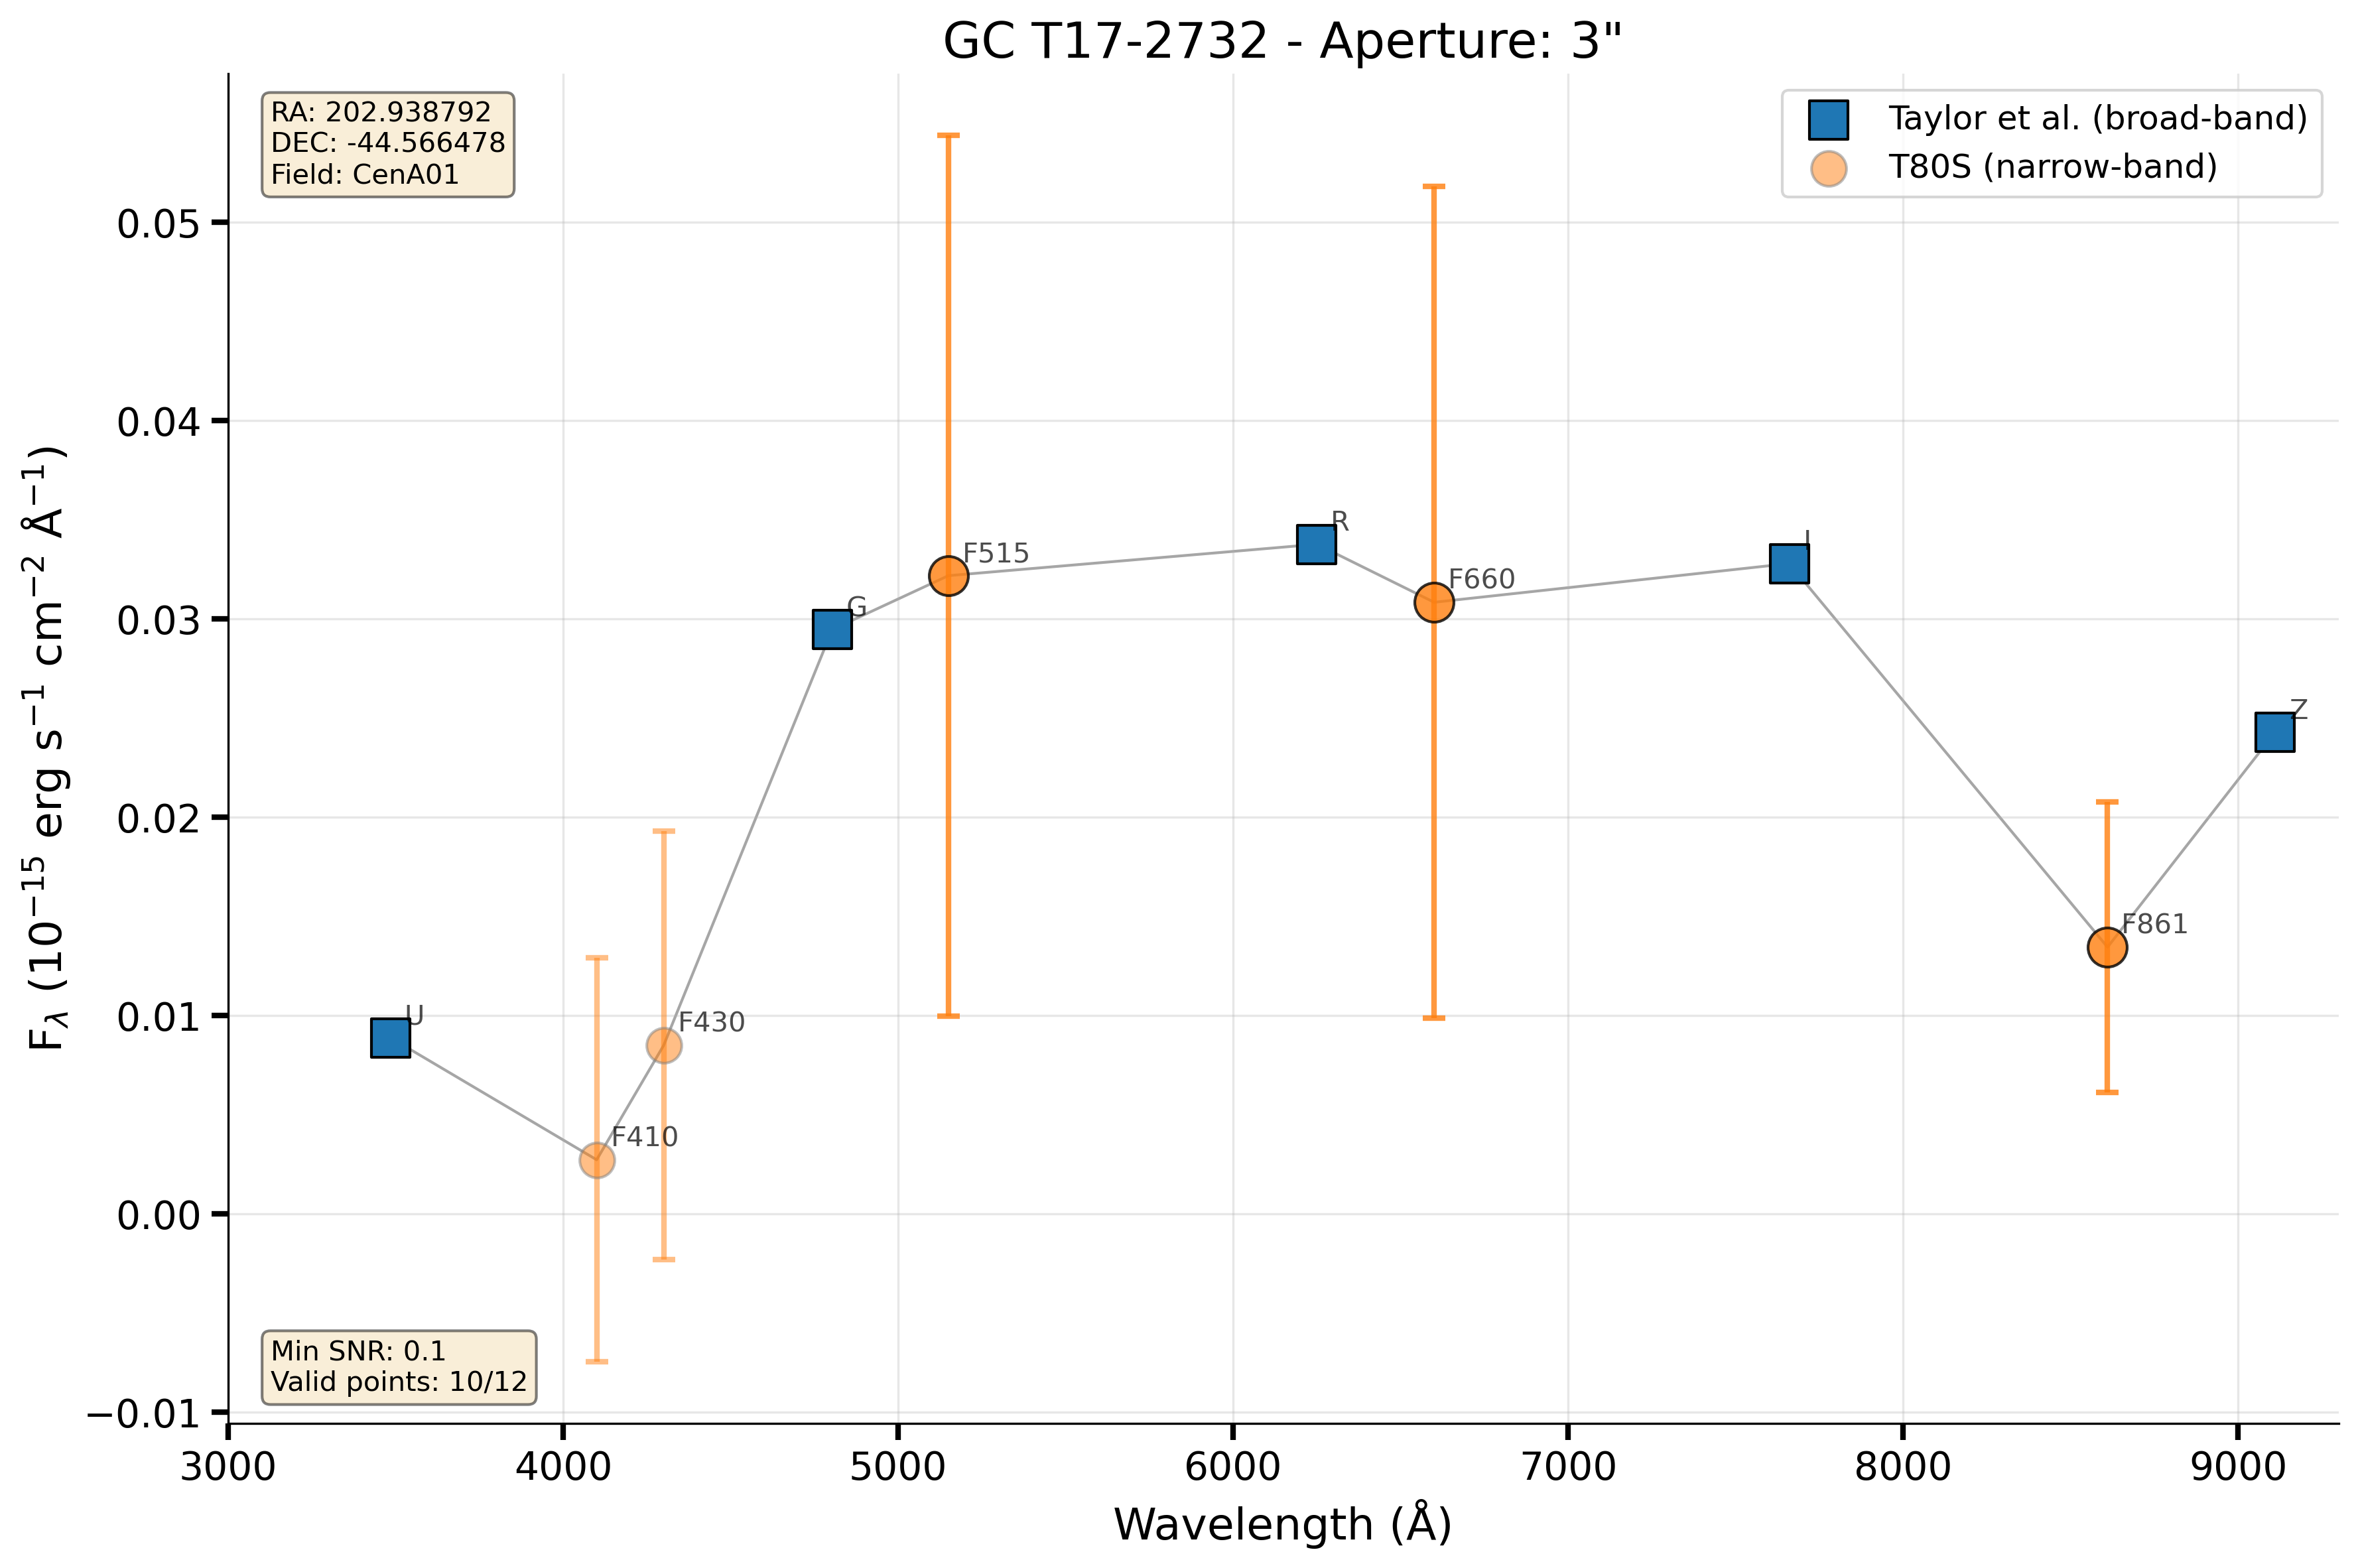 GC T17-2732 - Aperture: 3"
RA: 202.938792
DEC: -44.566478
Field: CenA01
Taylor et al. (broad-band)
T80S (narrow-band)
0.05
0.04
0.03
0.02
0.01
0.00
−0.01
F𝜆 (10⁻¹⁵ erg s⁻¹ cm⁻² Å⁻¹)
U
F410
F430
G
F515
R
F660
I
F861
Z
Min SNR: 0.1
Valid points: 10/12
3000 4000 5000 6000 7000 8000 9000
Wavelength (Å)